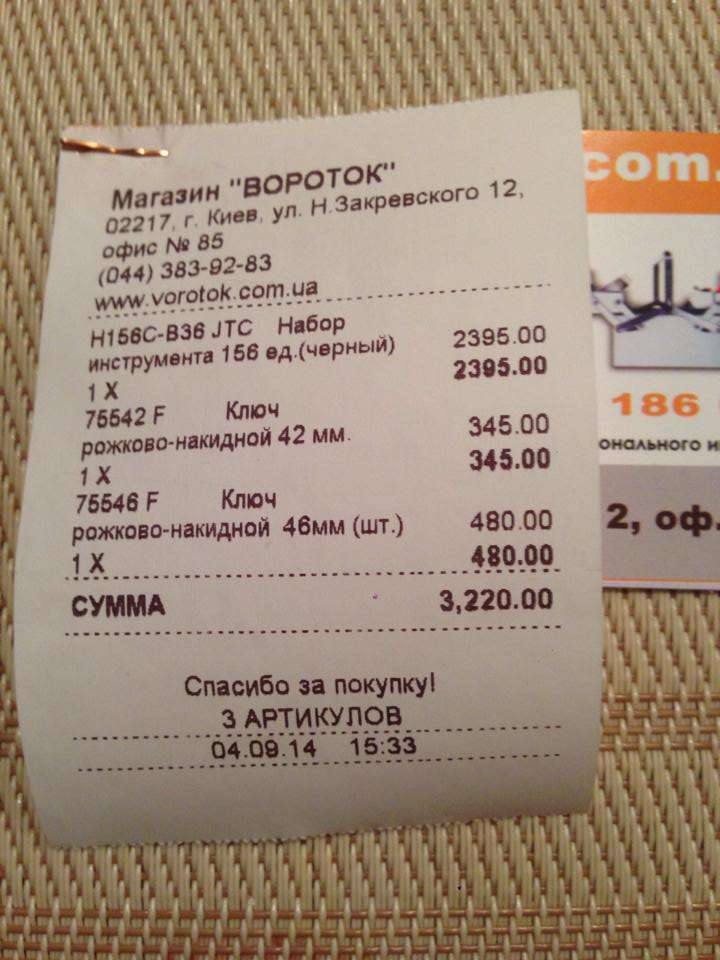 Магазин "ВОРОТОК"
02217, г. Киев, ул. Н.Закревского 12,
офис № 85
(044) 383-92-83
www.vorotok.com.ua
H156C-B36 JTC Набор
инструмента 156 ед.(черный) 2395.00
1 X 2395.00
75542 F Ключ
рожково-накидной 42 мм. 345.00
1 X 345.00
75546 F Ключ
рожково-накидной 46мм (шт.) 480.00
1 X 480.00
СУММА 3,220.00
Спасибо за покупку!
3 АРТИКУЛОВ
04.09.14 15:33
com.
186
2, оф.